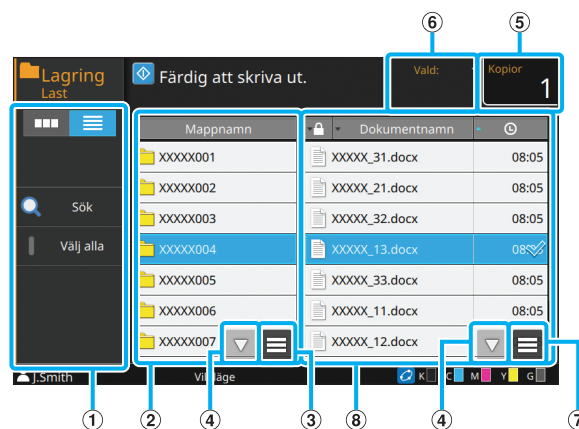 ⑥ ⑤
Lagring
Last
Färdig att skriva ut.
Vald:
Kopior
1
Mappnamn
Dokumentnamn
XXXXX001
XXXXX_31.docx 08:05
XXXXX002
XXXXX_21.docx 08:05
XXXXX003
XXXXX_32.docx 08:05
XXXXX004
XXXXX_13.docx
XXXXX005
XXXXX_33.docx 08:05
XXXXX006
XXXXX_11.docx 08:05
XXXXX007
XXXXX_12.docx
Sök
Välj alla
J.Smith
K C M Y G
① ② ④ ③ ⑧ ④ ⑦